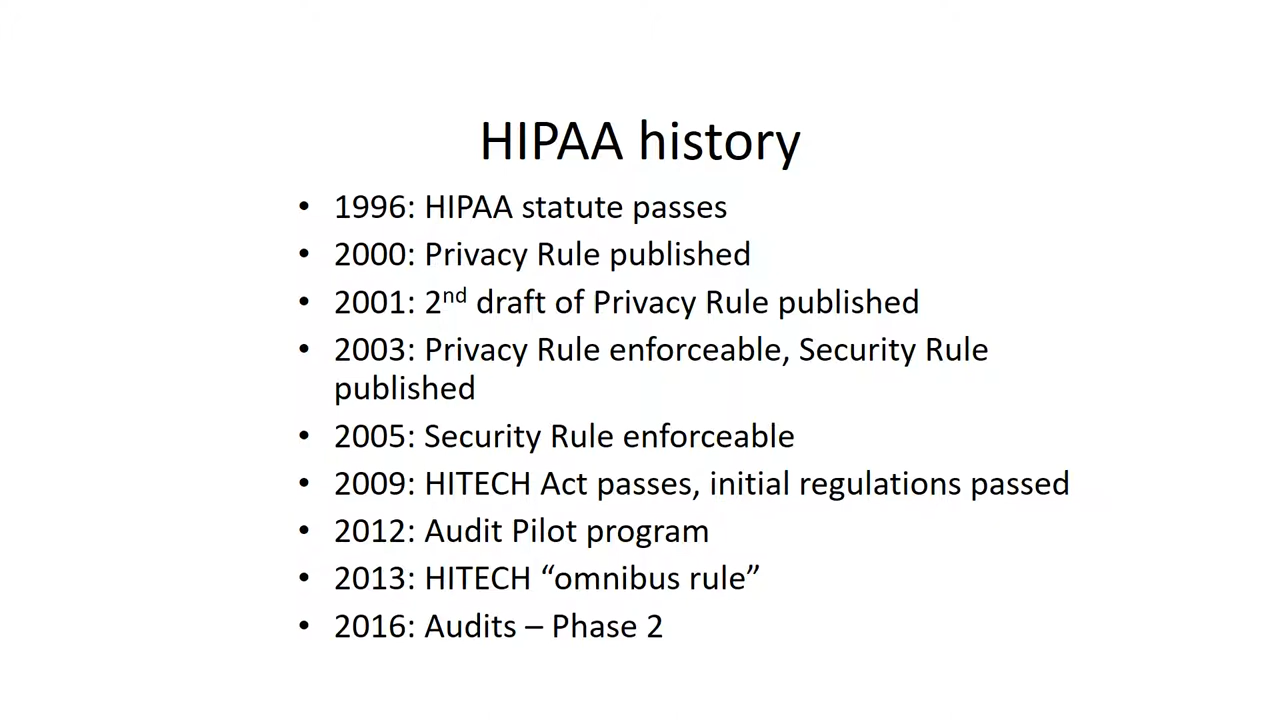 HIPAA history
• 1996: HIPAA statute passes
• 2000: Privacy Rule published
• 2001: 2nd draft of Privacy Rule published
• 2003: Privacy Rule enforceable, Security Rule
published
• 2005: Security Rule enforceable
• 2009: HITECH Act passes, initial regulations passed
• 2012: Audit Pilot program
• 2013: HITECH “omnibus rule”
• 2016: Audits – Phase 2